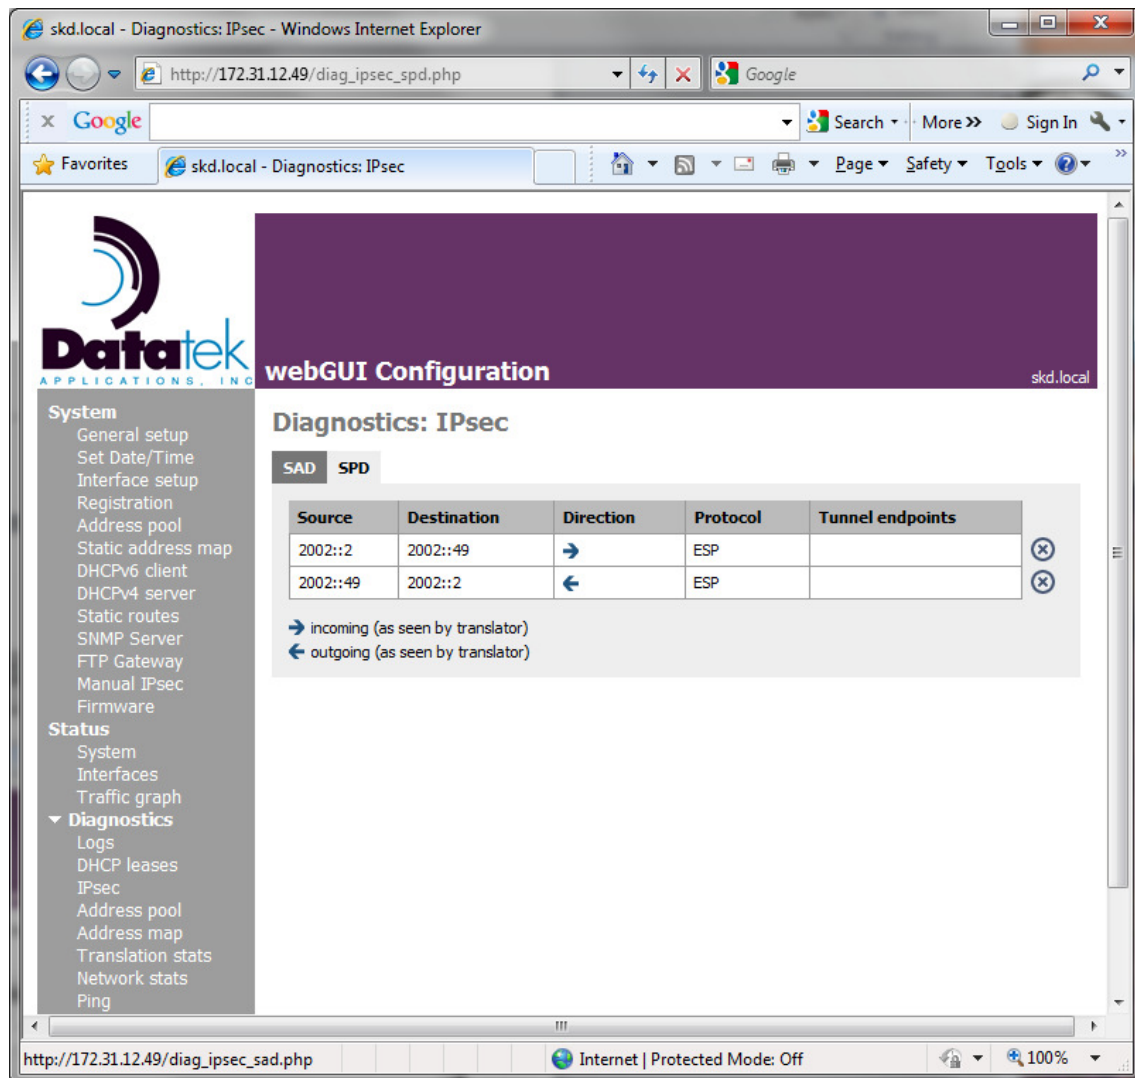 skd.local - Diagnostics: IPsec - Windows Internet Explorer
http://172.31.12.49/diag_ipsec_spd.php
Google
x Google
Search
More >>
Sign In
Favorites
skd.local - Diagnostics: IPsec
Page
Safety
Tools
Datatek
APPLICATIONS, INC
webGUI Configuration
skd.local
System
General setup
Set Date/Time
Interface setup
Registration
Address pool
Static address map
DHCPv6 client
DHCPv4 server
Static routes
SNMP Server
FTP Gateway
Manual IPsec
Firmware
Status
System
Interfaces
Traffic graph
Diagnostics
Logs
DHCP leases
IPsec
Address pool
Address map
Translation stats
Network stats
Ping
Diagnostics: IPsec
SAD SPD
Source Destination Direction Protocol Tunnel endpoints
2002::2 2002::49 ESP
2002::49 2002::2 ESP
incoming (as seen by translator)
outgoing (as seen by translator)
http://172.31.12.49/diag_ipsec_sad.php
Internet | Protected Mode: Off
100%